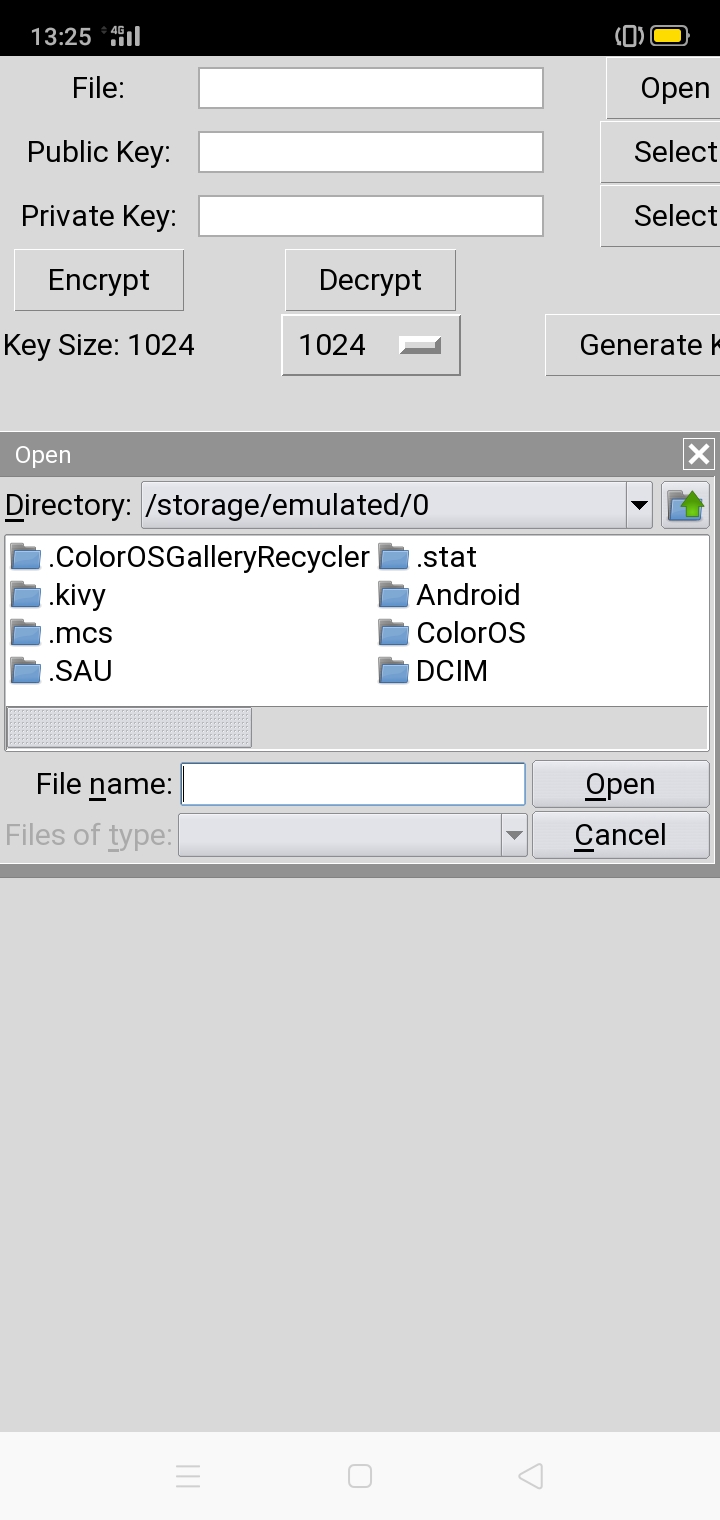 13:25 4G
File: Open
Public Key: Select
Private Key: Select
Encrypt Decrypt
Key Size: 1024 1024 Generate K
Open
Directory: /storage/emulated/0
.ColorOSGalleryRecycler .stat
.kivy Android
.mcs ColorOS
.SAU DCIM
File name: Open
Files of type: Cancel